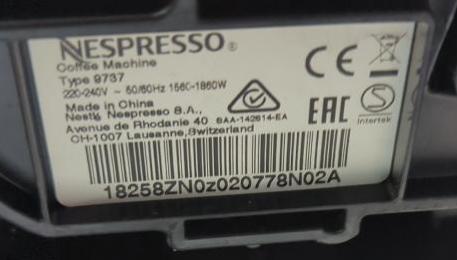 NESPRESSO®
Coffee Machine
Type 9737
220-240V ~ 50/60Hz 1560-1860W
Made in China
Nestlé Nespresso S.A.,
Avenue de Rhodanie 40
CH-1007 Lausanne, Switzerland
SAA-142614-EA
CE
EAC
S
Intertek
18258ZN0z020778N02A